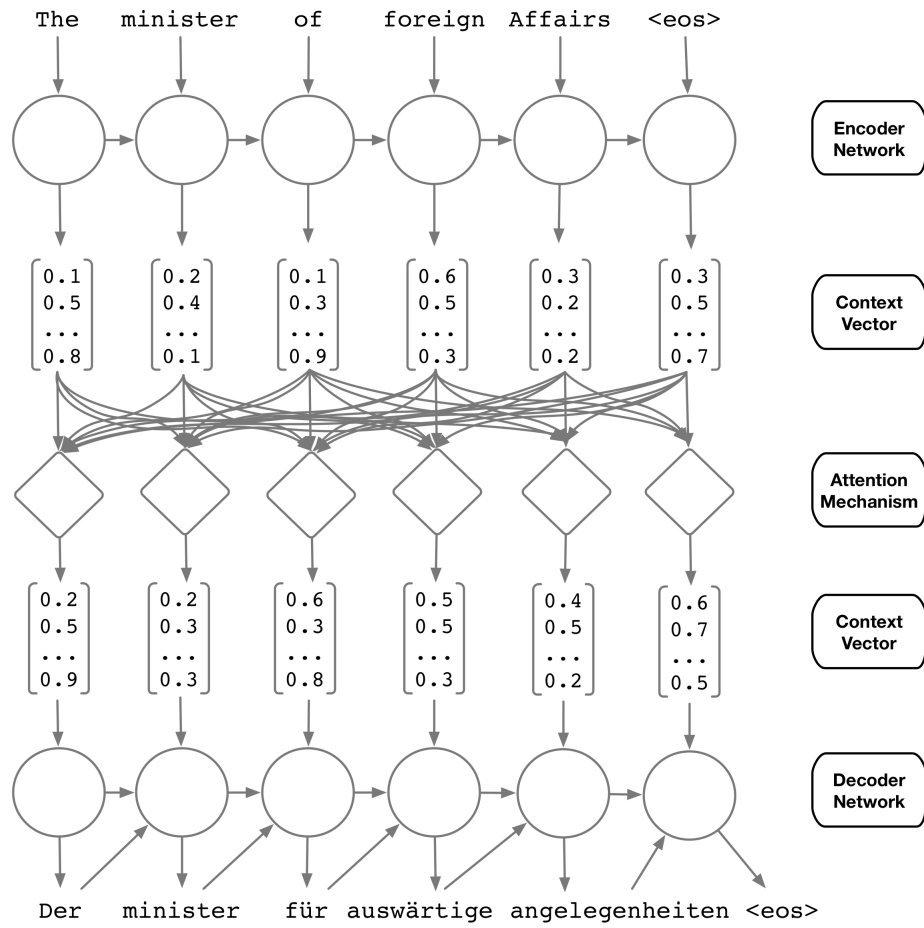 The minister of foreign Affairs <eos>
Encoder
Network
0.1 0.2 0.1 0.6 0.3 0.3
0.5 0.4 0.3 0.5 0.2 0.5
... ... ... ... ... ...
0.8 0.1 0.9 0.3 0.2 0.7
Context
Vector
Attention
Mechanism
0.2 0.2 0.6 0.5 0.4 0.6
0.5 0.3 0.3 0.5 0.5 0.7
... ... ... ... ... ...
0.9 0.3 0.8 0.3 0.2 0.5
Context
Vector
Decoder
Network
Der minister für auswärtige angelegenheiten <eos>